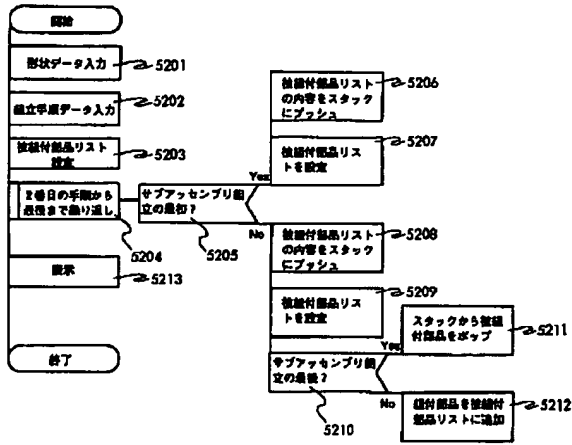 開始
形状データ入力
5201
組立手順データ入力
5202
被組付部品リスト
設定
5203
2番目の手順から
最後まで繰り返し
5204
サブアッセンブリ組
立の最初?
5205
Yes
No
被組付部品リスト
の内容をスタック
にプッシュ
5206
被組付部品リス
トを設定
5207
被組付部品リスト
の内容をスタック
にプッシュ
5208
被組付部品リス
トを設定
5209
サブアッセンブリ組
立の最後?
5210
Yes
No
スタックから被組
付部品をポップ
5211
組付部品を被組付
部品リストに追加
5212
表示
5213
終了